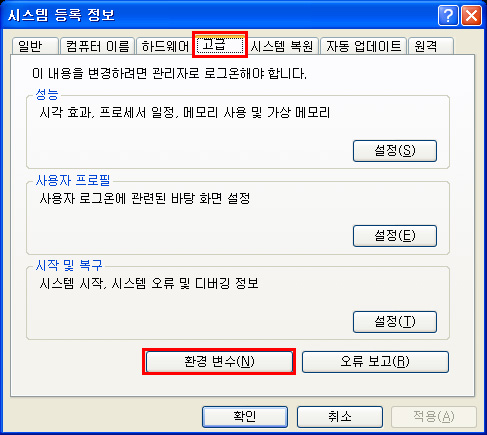 시스템 등록 정보
일반 컴퓨터 이름 하드웨어 고급 시스템 복원 자동 업데이트 원격
이 내용을 변경하려면 관리자로 로그온해야 합니다.
성능
시각 효과, 프로세서 일정, 메모리 사용 및 가상 메모리
설정(S)
사용자 프로필
사용자 로그온에 관련된 바탕 화면 설정
설정(E)
시작 및 복구
시스템 시작, 시스템 오류 및 디버깅 정보
설정(T)
환경 변수(N) 오류 보고(R)
확인 취소 적용(A)